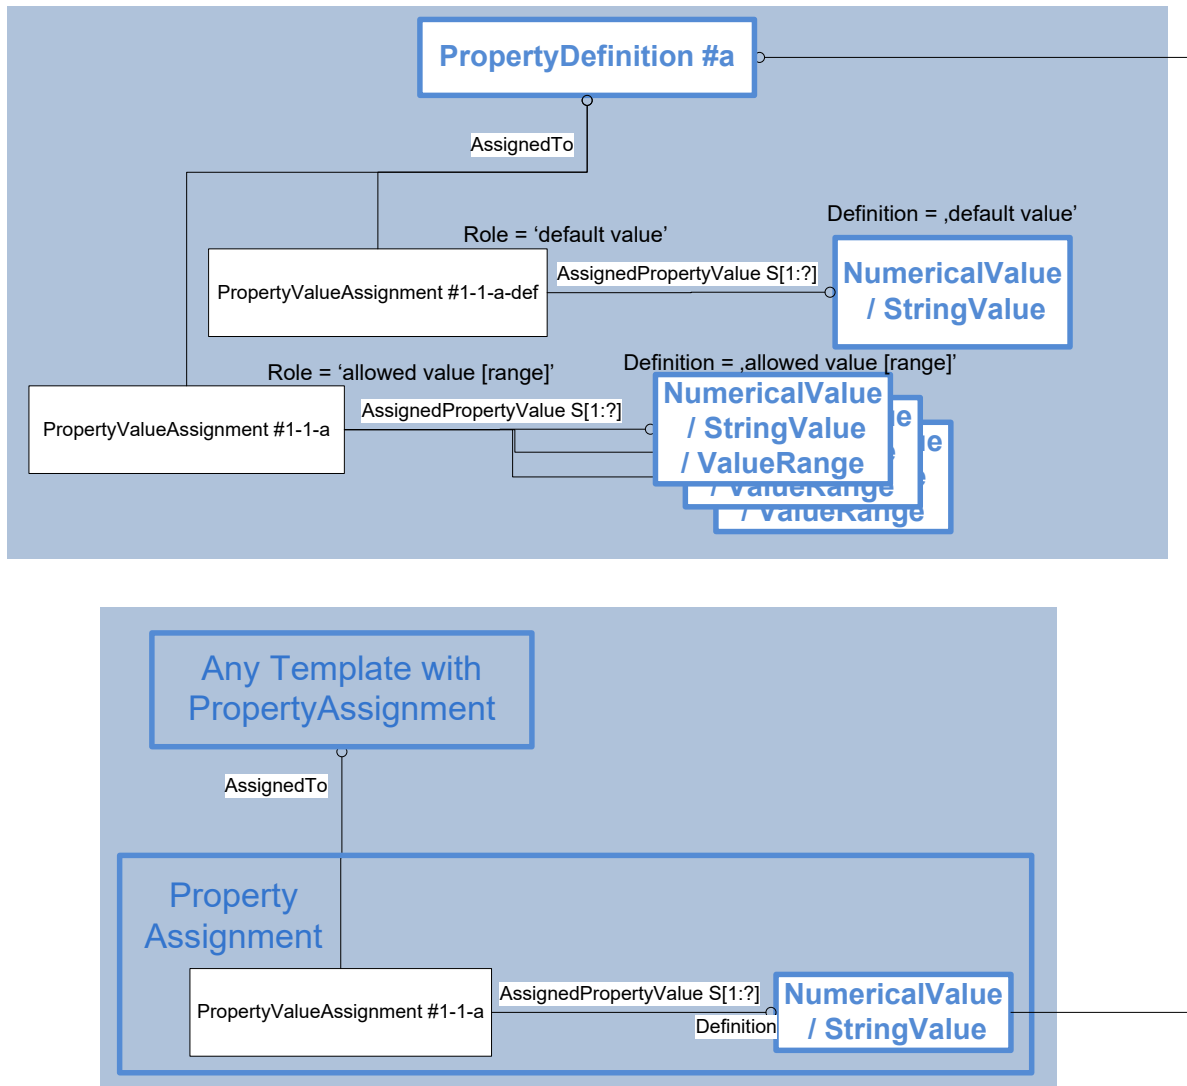 PropertyDefinition #a
AssignedTo
Definition = ‚default value’
Role = ‘default value’
AssignedPropertyValue S[1:?]
NumericalValue
/ StringValue
PropertyValueAssignment #1-1-a-def
Role = ‘allowed value [range]’
Definition = ‚allowed value [range]’
AssignedPropertyValue S[1:?]
PropertyValueAssignment #1-1-a
NumericalValue
/ StringValue
/ ValueRange
/ ValueRange
/ ValueRange
Any Template with
PropertyAssignment
AssignedTo
Property
Assignment
PropertyValueAssignment #1-1-a
AssignedPropertyValue S[1:?]
Definition
NumericalValue
/ StringValue